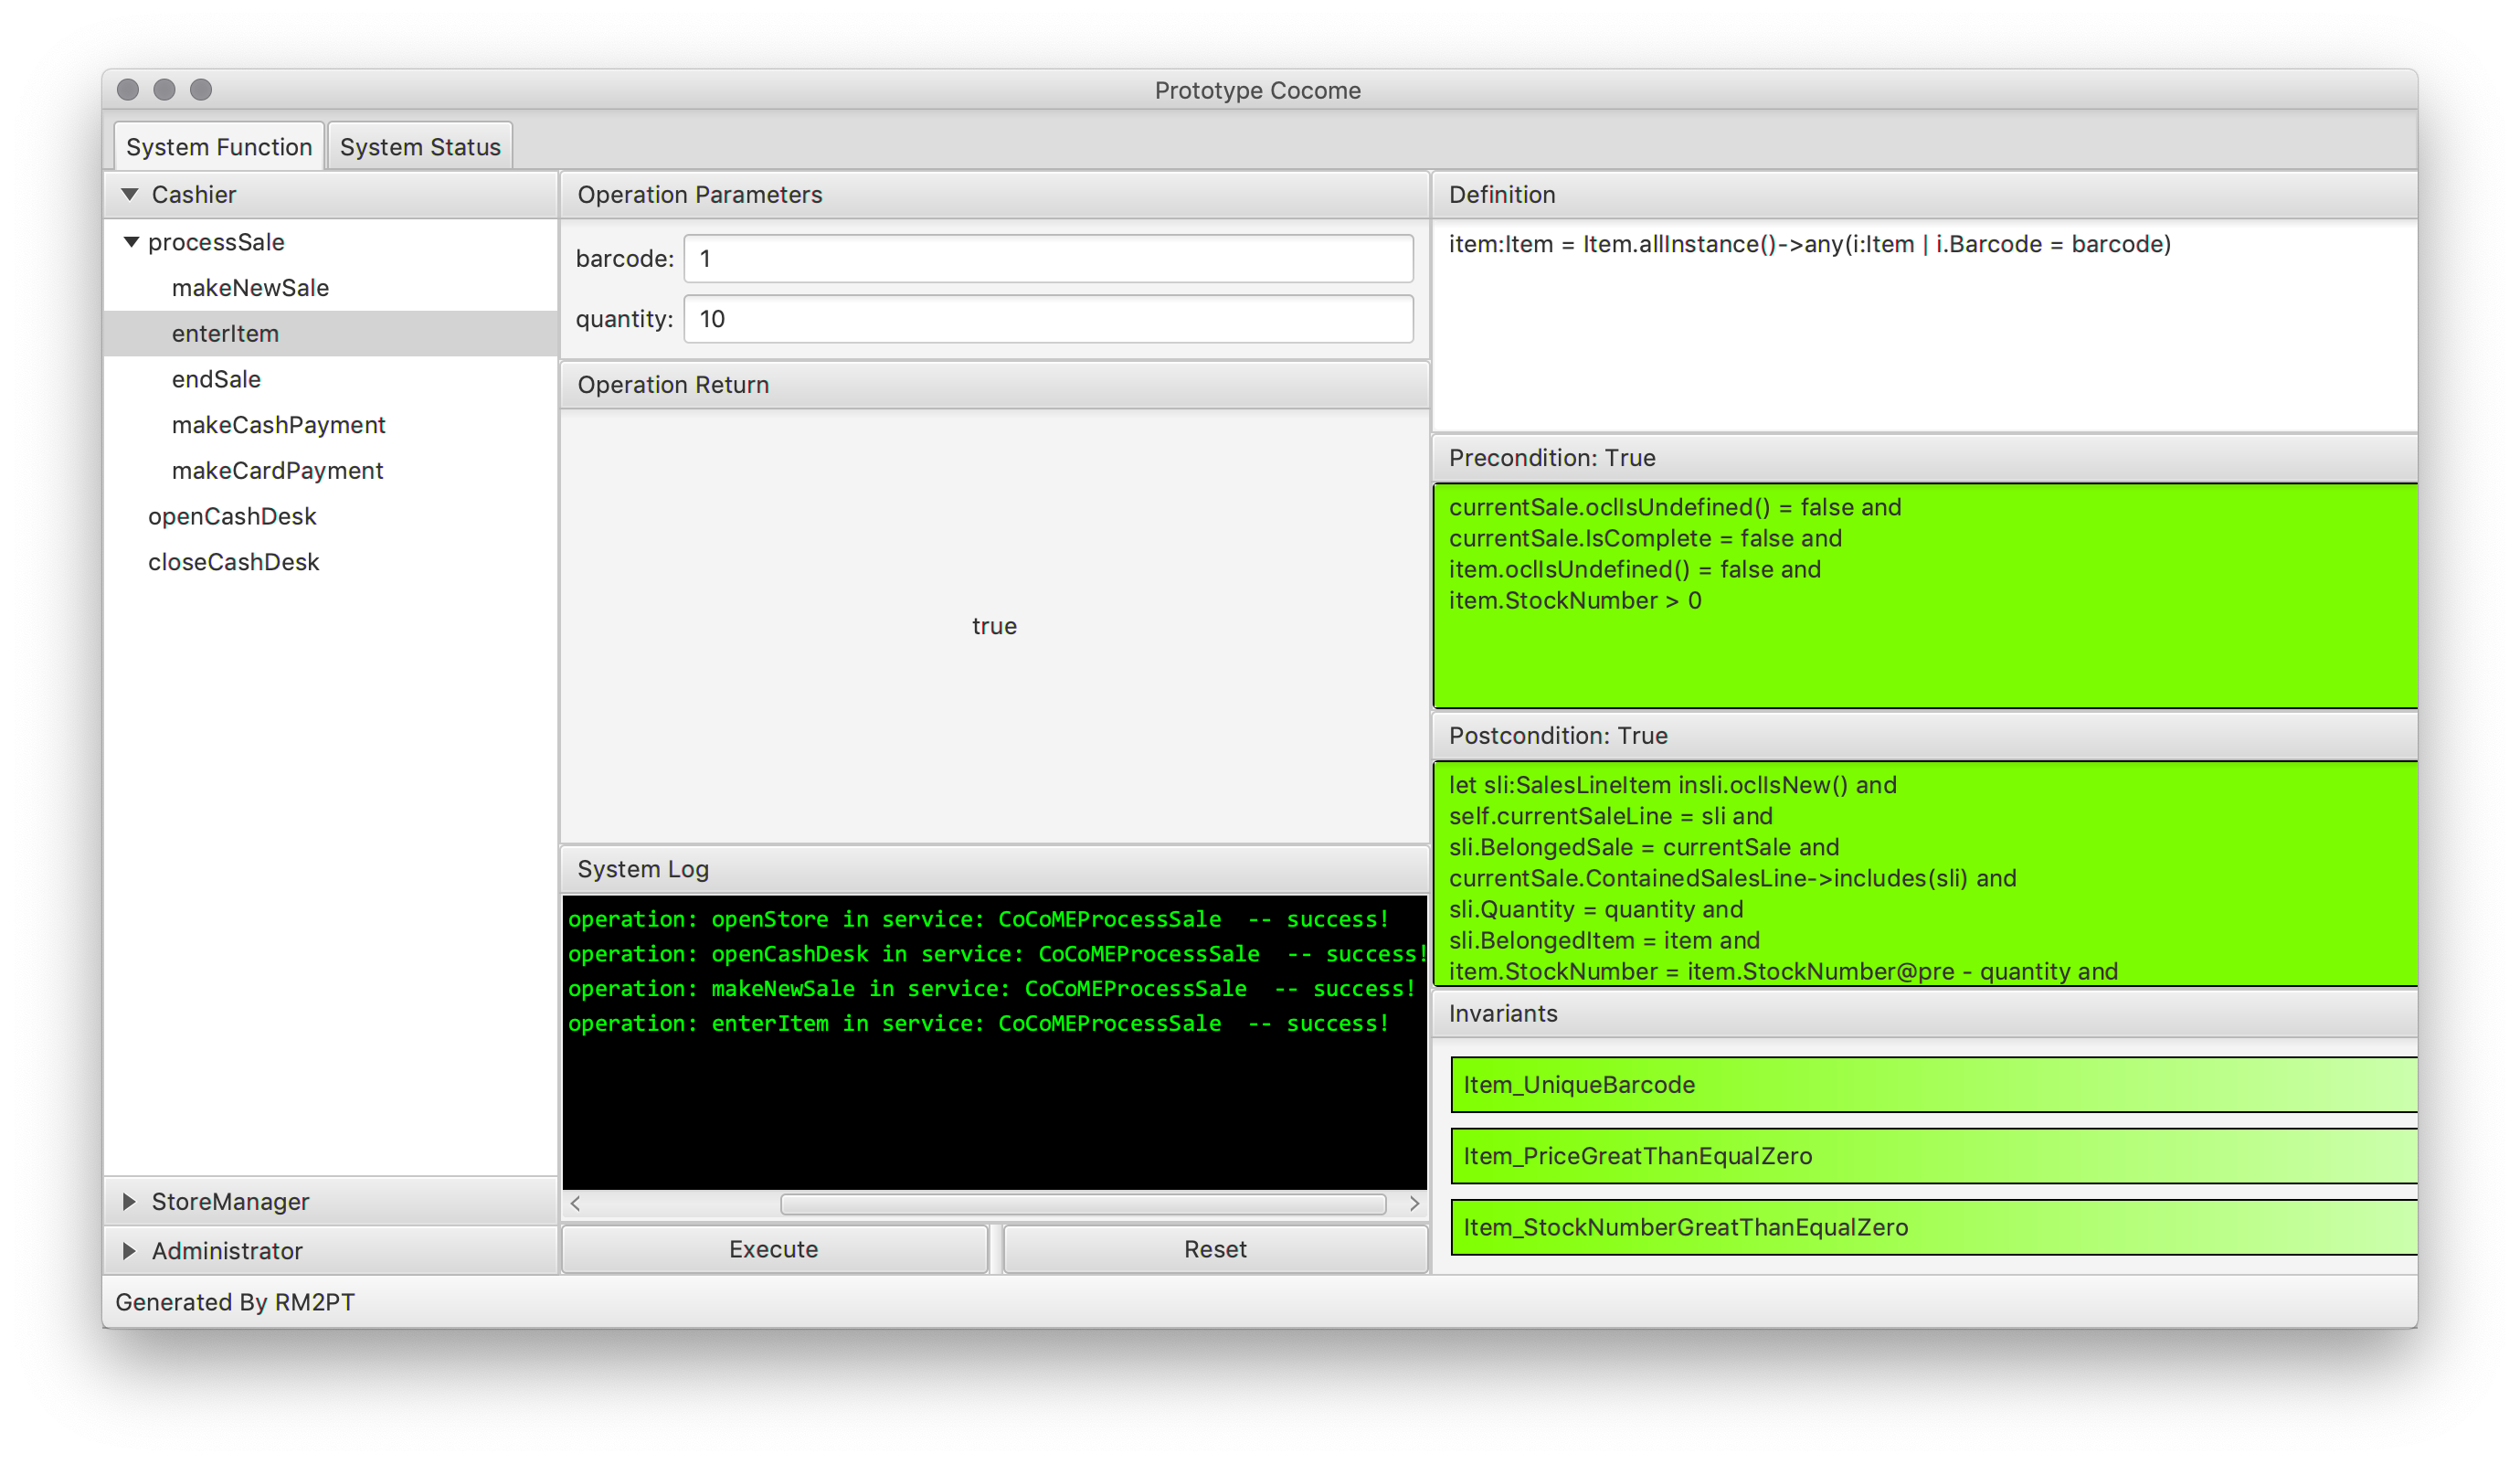 Prototype Cocome
System Function
System Status
Cashier
processSale
makeNewSale
enterItem
endSale
makeCashPayment
makeCardPayment
openCashDesk
closeCashDesk
StoreManager
Administrator
Operation Parameters
barcode: 1
quantity: 10
Operation Return
true
System Log
operation: openStore in service: CoCoMEProcessSale -- success!
operation: openCashDesk in service: CoCoMEProcessSale -- success!
operation: makeNewSale in service: CoCoMEProcessSale -- success!
operation: enterItem in service: CoCoMEProcessSale -- success!
Execute
Reset
Definition
item:Item = Item.allInstance()->any(i:Item | i.Barcode = barcode)
Precondition: True
currentSale.oclIsUndefined() = false and
currentSale.IsComplete = false and
item.oclIsUndefined() = false and
item.StockNumber > 0
Postcondition: True
let sli:SalesLineItem insli.oclIsNew() and
self.currentSaleLine = sli and
sli.BelongedSale = currentSale and
currentSale.ContainedSalesLine->includes(sli) and
sli.Quantity = quantity and
sli.BelongedItem = item and
item.StockNumber = item.StockNumber@pre - quantity and
Invariants
Item_UniqueBarcode
Item_PriceGreatThanEqualZero
Item_StockNumberGreatThanEqualZero
Generated By RM2PT